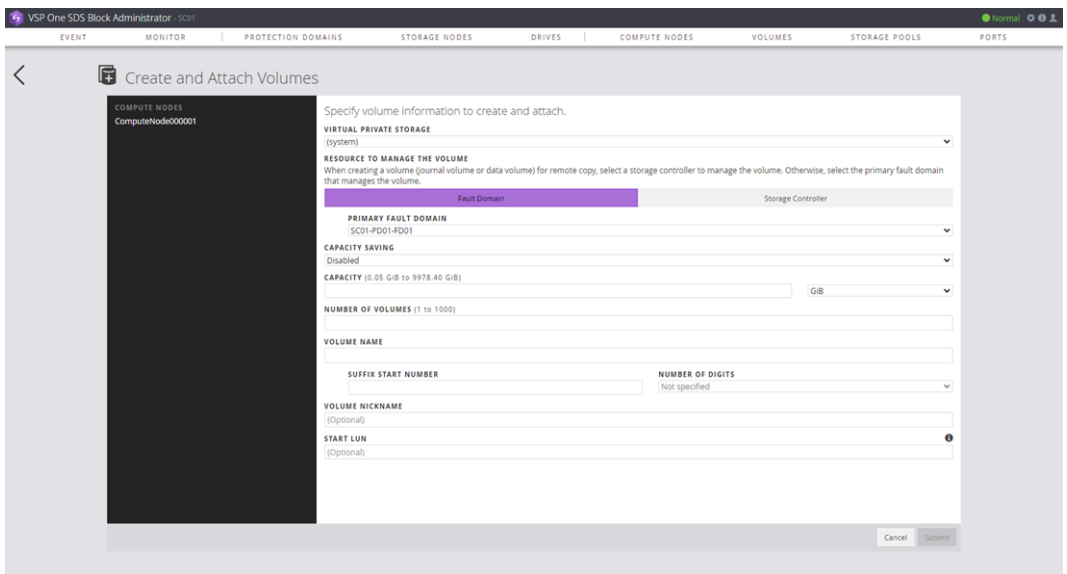 VSP One SDS Block Administrator - SC01
Normal
EVENT MONITOR PROTECTION DOMAINS STORAGE NODES DRIVES COMPUTE NODES VOLUMES STORAGE POOLS PORTS
Create and Attach Volumes
COMPUTE NODES
ComputeNode000001
Specify volume information to create and attach.
VIRTUAL PRIVATE STORAGE
(system)
RESOURCE TO MANAGE THE VOLUME
When creating a volume (journal volume or data volume) for remote copy, select a storage controller to manage the volume. Otherwise, select the primary fault domain
that manages the volume.
Fault Domain Storage Controller
PRIMARY FAULT DOMAIN
SC01-PD01-FD01
CAPACITY SAVING
Disabled
CAPACITY (0.05 GiB to 9978.40 GiB)
GiB
NUMBER OF VOLUMES (1 to 1000)
VOLUME NAME
SUFFIX START NUMBER NUMBER OF DIGITS
Not specified
VOLUME NICKNAME
(Optional)
START LUN
(Optional)
Cancel Submit